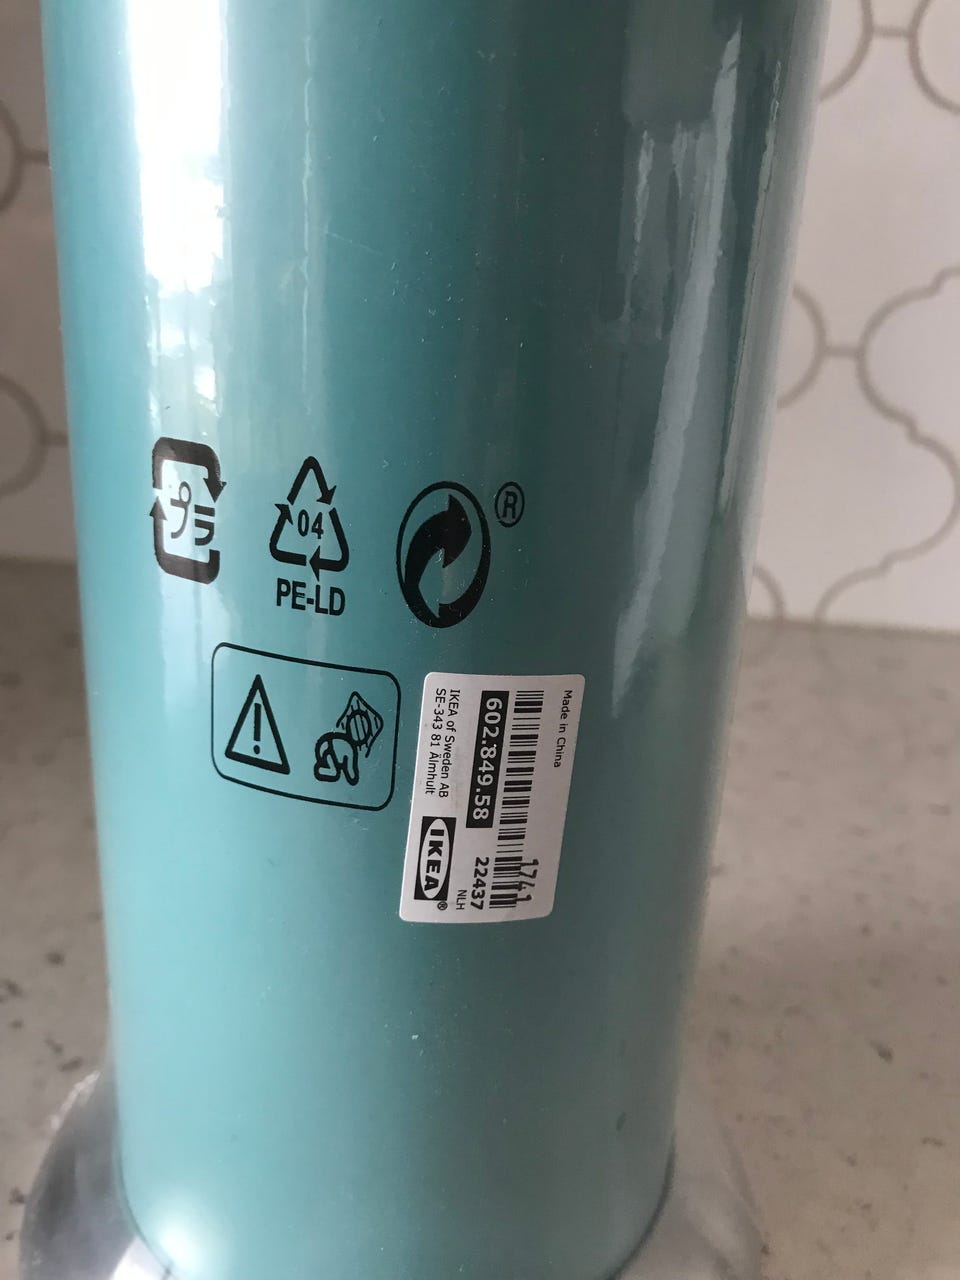 プラ
04
PE-LD
®
Made in China
1741
602.849.58
22437
IKEA of Sweden AB
SE-343 81 Älmhult
NLH
IKEA®